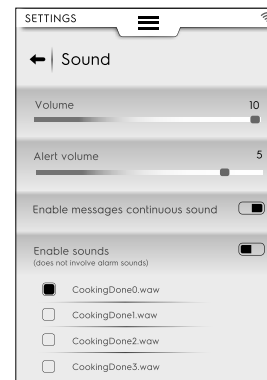 SETTINGS
Sound
Volume 10
Alert volume 5
Enable messages continuous sound
Enable sounds
(does not involve alarm sounds)
CookingDone0.waw
CookingDone1.waw
CookingDone2.waw
CookingDone3.waw